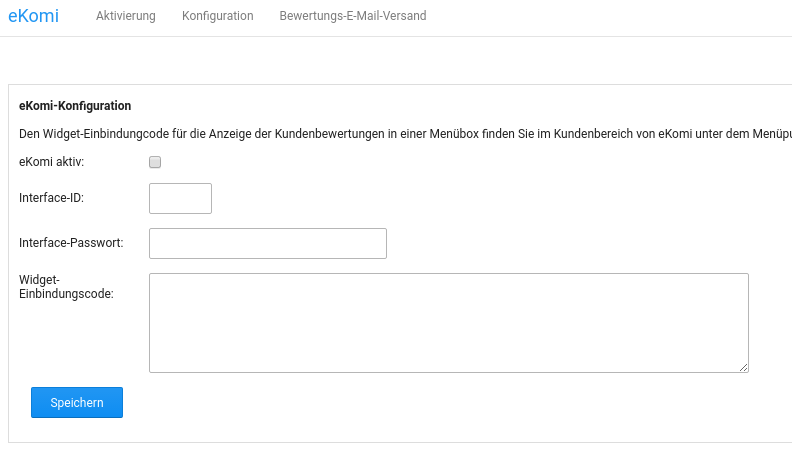 eKomi Aktivierung Konfiguration Bewertungs-E-Mail-Versand
eKomi-Konfiguration
Den Widget-Einbindungcode für die Anzeige der Kundenbewertungen in einer Menübox finden Sie im Kundenbereich von eKomi unter dem
eKomi aktiv:
Interface-ID:
Interface-Passwort:
Widget-
Einbindungscode:
Speichern